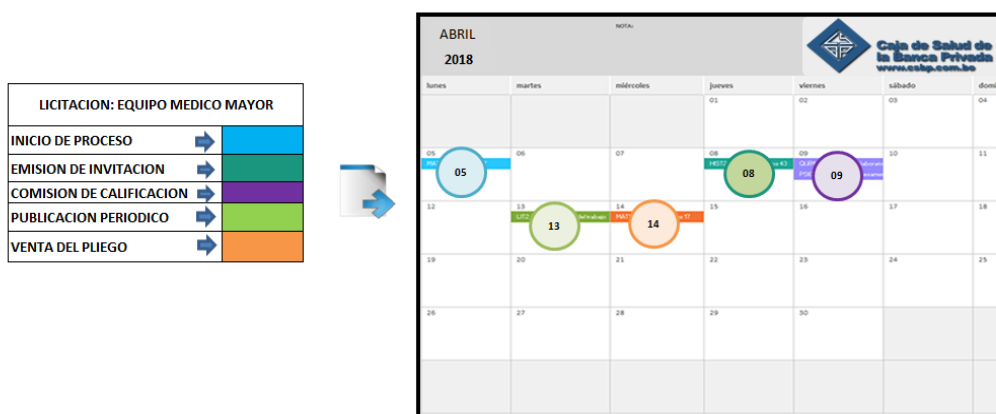 LICITACION: EQUIPO MEDICO MAYOR
INICIO DE PROCESO
EMISION DE INVITACION
COMISION DE CALIFICACION
PUBLICACION PERIODICO
VENTA DEL PLIEGO
ABRIL
2018
NOTA:
Caja de Salud de
la Banca Privada
www.csbp.com.bo
lunes martes miércoles jueves viernes sábado domi
01 02 03 04
05 06 07 08 09 10 11
05 08 09
12 13 14 15 16 17 18
13 14
19 20 21 22 23 24 25
26 27 28 29 30